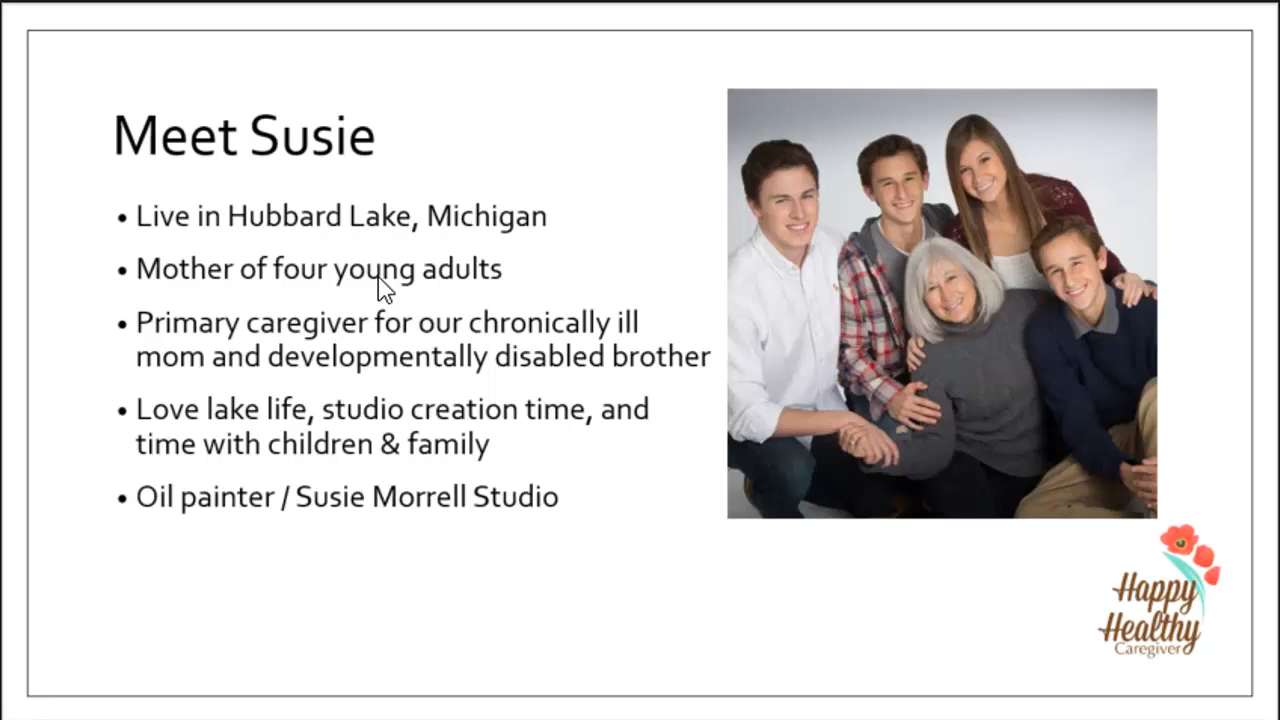 Meet Susie
• Live in Hubbard Lake, Michigan
• Mother of four young adults
• Primary caregiver for our chronically ill
mom and developmentally disabled brother
• Love lake life, studio creation time, and
time with children & family
• Oil painter / Susie Morrell Studio
Happy
Healthy
Caregiver